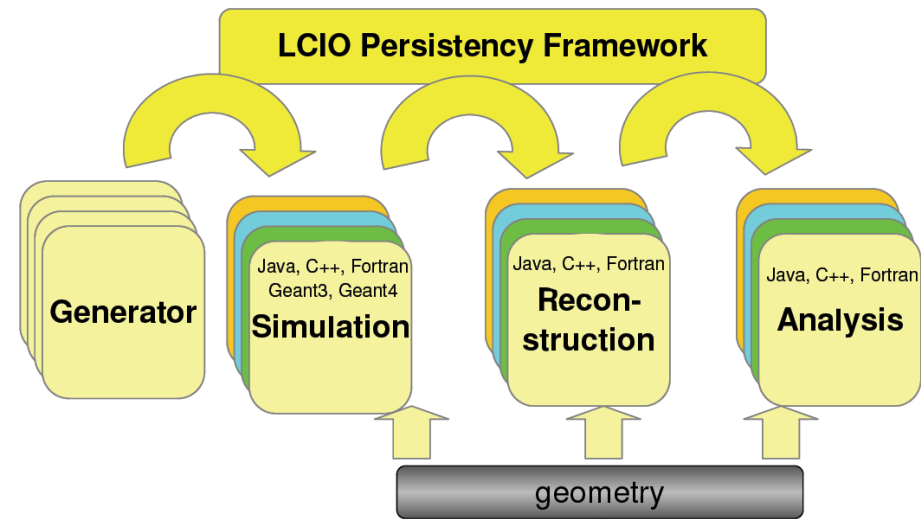 LCIO Persistency Framework
Generator
Java, C++, Fortran
Geant3, Geant4
Simulation
Java, C++, Fortran
Recon-
struction
Java, C++, Fortran
Analysis
geometry